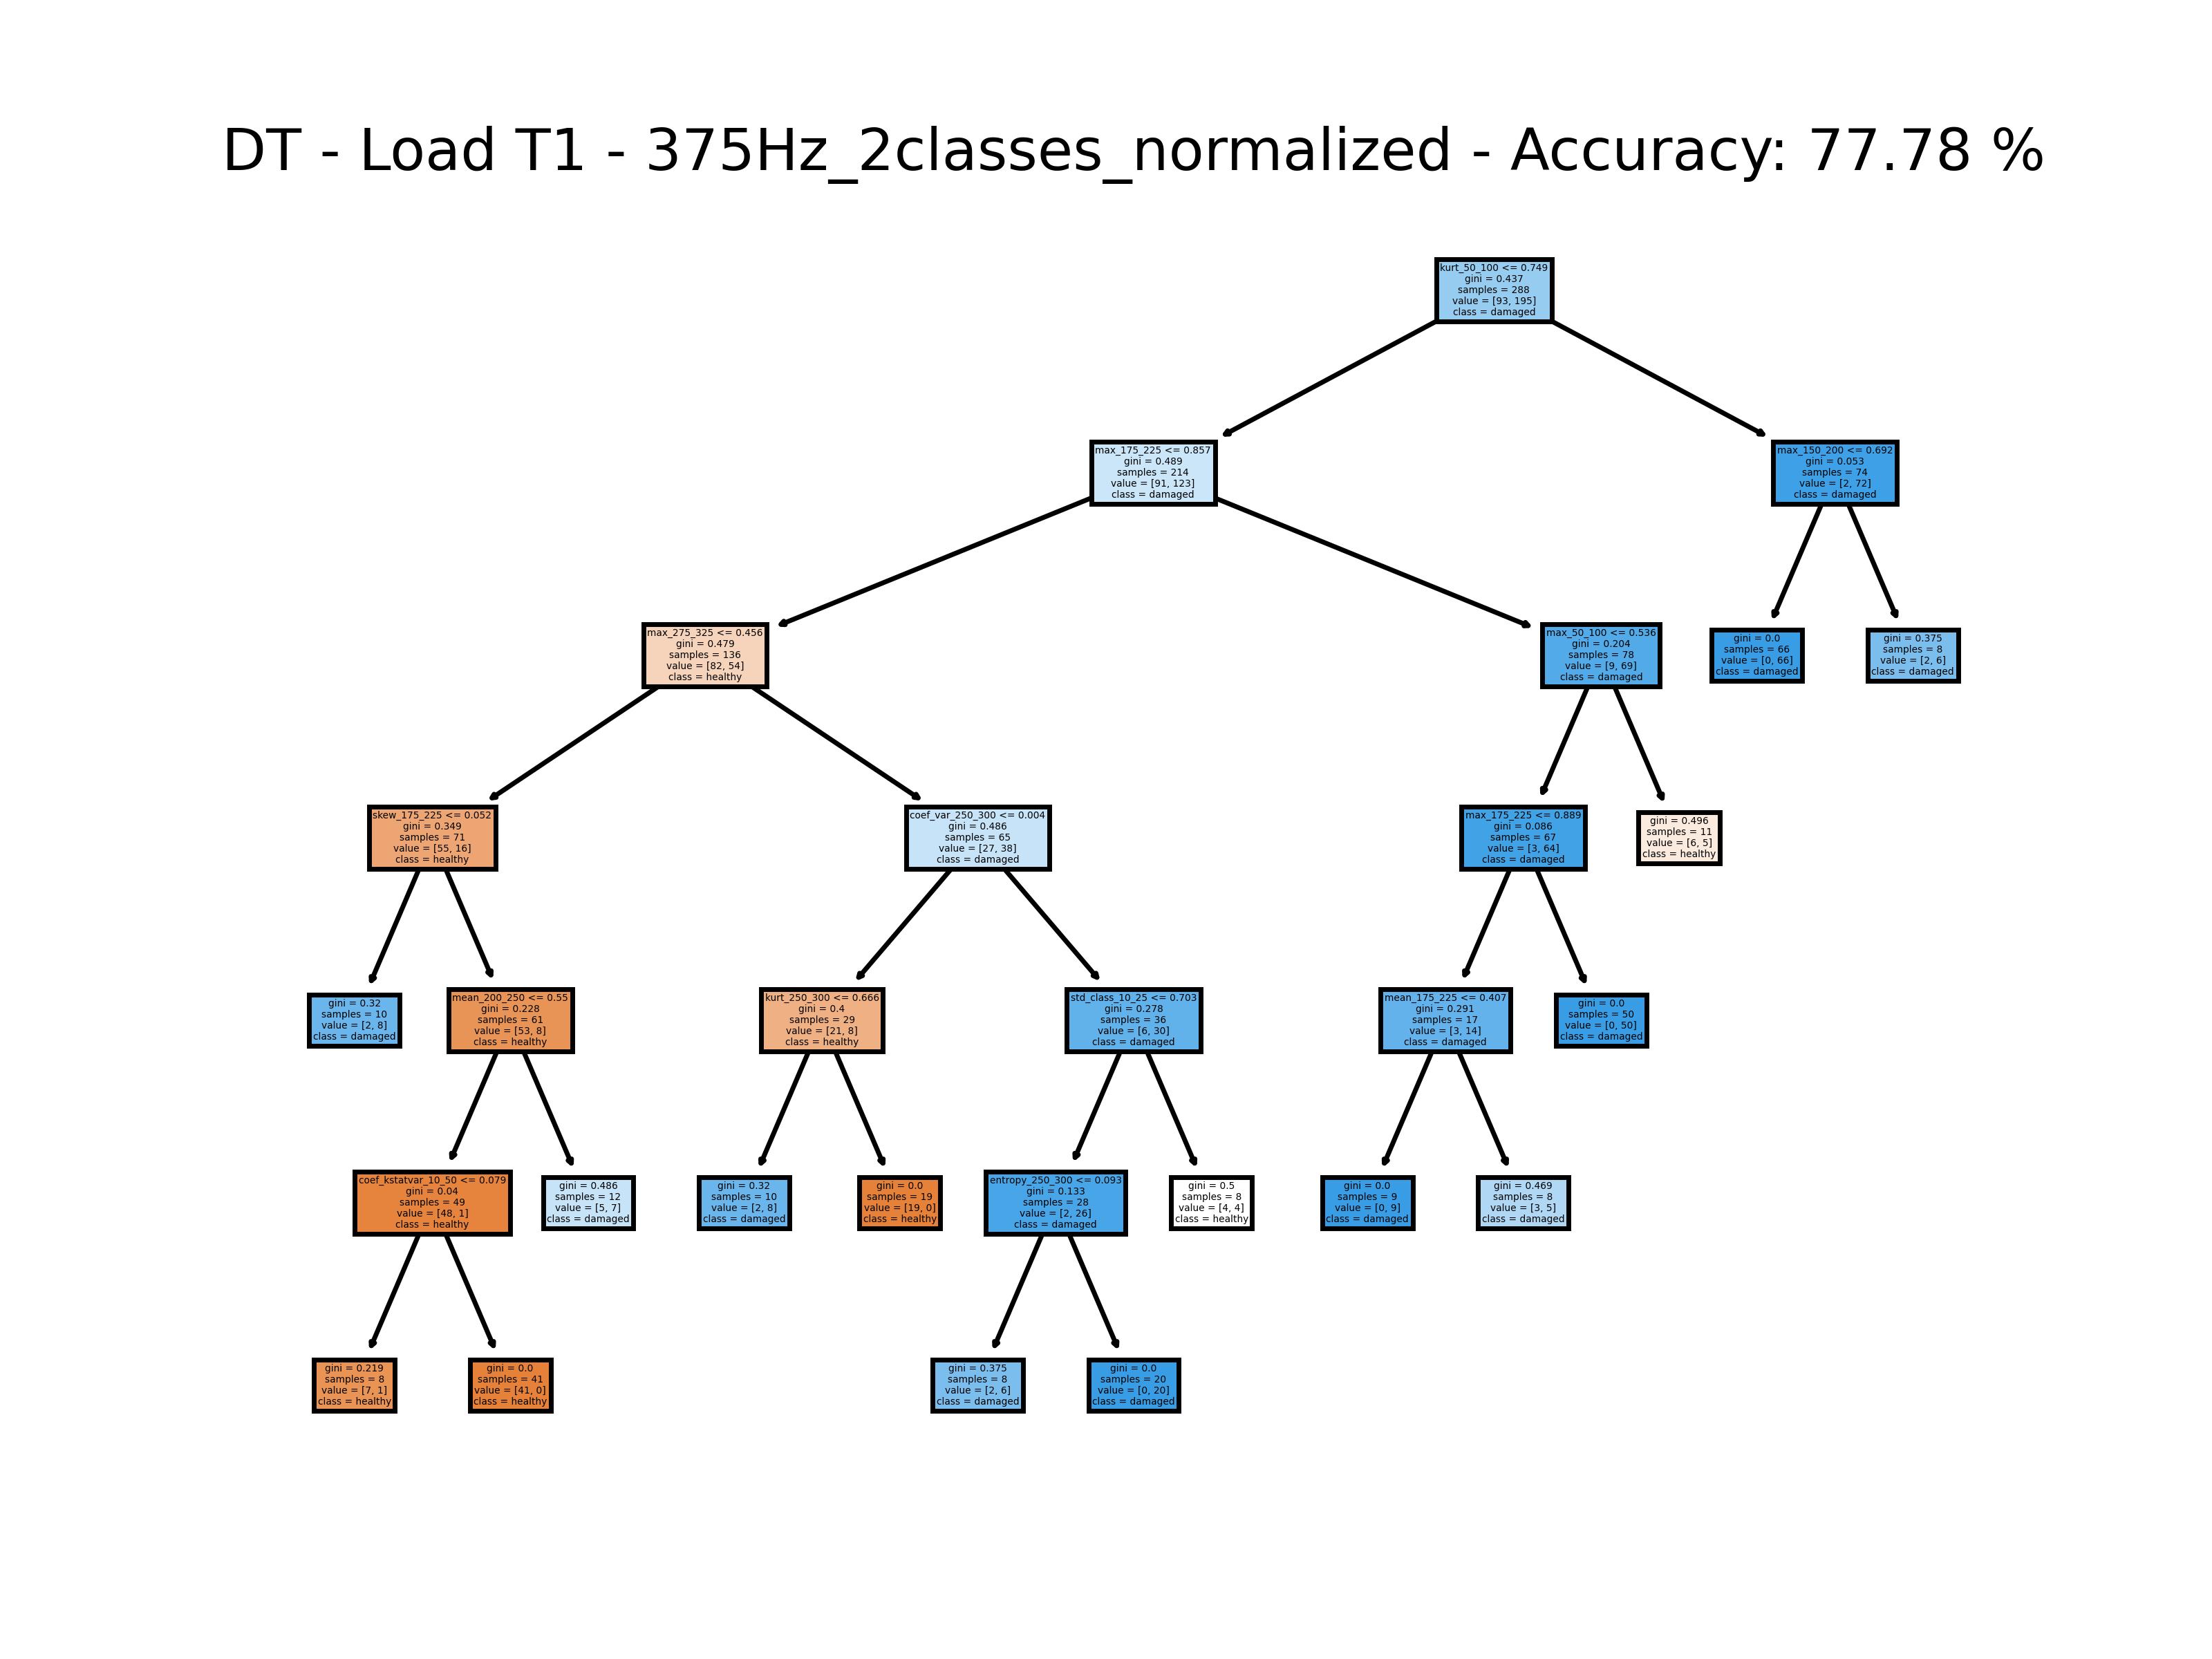 DT - Load T1 - 375Hz_2classes_normalized - Accuracy: 77.78 %
kurt_50_100 <= 0.749
gini = 0.437
samples = 288
value = [93, 195]
class = damaged
max_175_225 <= 0.857
gini = 0.489
samples = 214
value = [91, 123]
class = damaged
max_150_200 <= 0.692
gini = 0.053
samples = 74
value = [2, 72]
class = damaged
max_275_325 <= 0.456
gini = 0.479
samples = 136
value = [82, 54]
class = healthy
max_50_100 <= 0.536
gini = 0.204
samples = 78
value = [9, 69]
class = damaged
gini = 0.0
samples = 66
value = [0, 66]
class = damaged
gini = 0.375
samples = 8
value = [2, 6]
class = damaged
skew_175_225 <= 0.052
gini = 0.349
samples = 71
value = [55, 16]
class = healthy
coef_var_250_300 <= 0.004
gini = 0.486
samples = 65
value = [27, 38]
class = damaged
max_175_225 <= 0.889
gini = 0.086
samples = 67
value = [3, 64]
class = damaged
gini = 0.496
samples = 11
value = [6, 5]
class = healthy
gini = 0.32
samples = 10
value = [2, 8]
class = damaged
mean_200_250 <= 0.55
gini = 0.228
samples = 61
value = [53, 8]
class = healthy
kurt_250_300 <= 0.666
gini = 0.4
samples = 29
value = [21, 8]
class = healthy
std_class_10_25 <= 0.703
gini = 0.278
samples = 36
value = [6, 30]
class = damaged
mean_175_225 <= 0.407
gini = 0.291
samples = 17
value = [3, 14]
class = damaged
gini = 0.0
samples = 50
value = [0, 50]
class = damaged
coef_kstatvar_10_50 <= 0.079
gini = 0.04
samples = 49
value = [48, 1]
class = healthy
gini = 0.486
samples = 12
value = [5, 7]
class = damaged
gini = 0.32
samples = 10
value = [2, 8]
class = damaged
gini = 0.0
samples = 19
value = [19, 0]
class = healthy
entropy_250_300 <= 0.093
gini = 0.133
samples = 28
value = [2, 26]
class = damaged
gini = 0.5
samples = 8
value = [4, 4]
class = healthy
gini = 0.0
samples = 9
value = [0, 9]
class = damaged
gini = 0.469
samples = 8
value = [3, 5]
class = damaged
gini = 0.219
samples = 8
value = [7, 1]
class = healthy
gini = 0.0
samples = 41
value = [41, 0]
class = healthy
gini = 0.375
samples = 8
value = [2, 6]
class = damaged
gini = 0.0
samples = 20
value = [0, 20]
class = damaged